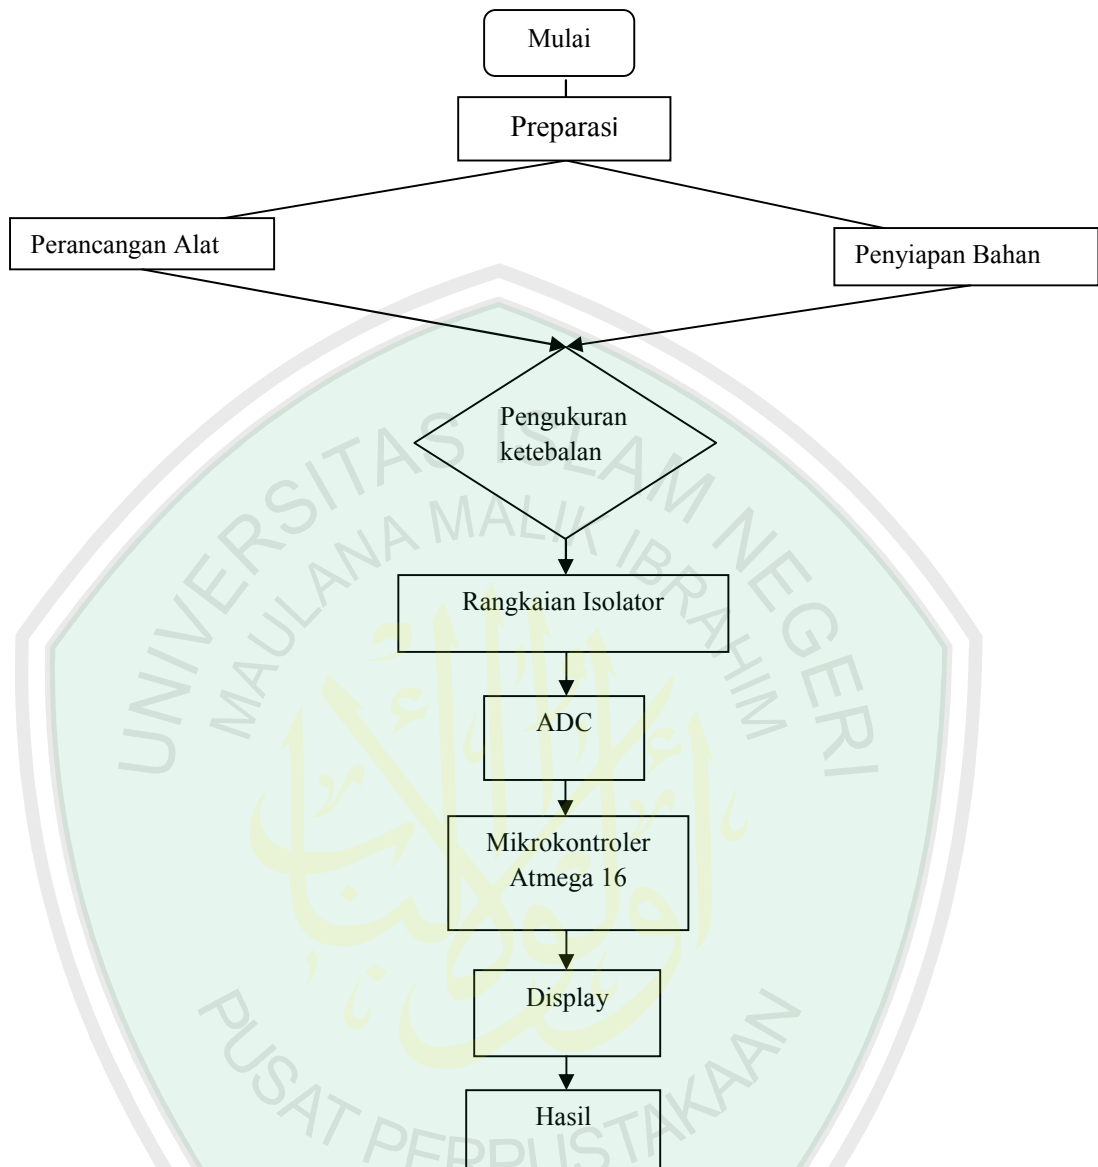 Mulai
Preparasi
Perancangan Alat
Penyiapan Bahan
Pengukuran
ketebalan
Rangkaian Isolator
ADC
Mikrokontroler
Atmega 16
Display
Hasil
UNIVERSITAS ISLAM NEGERI
MAULANA MALIK IBRAHIM
PUSAT PERPUSTAKAAN